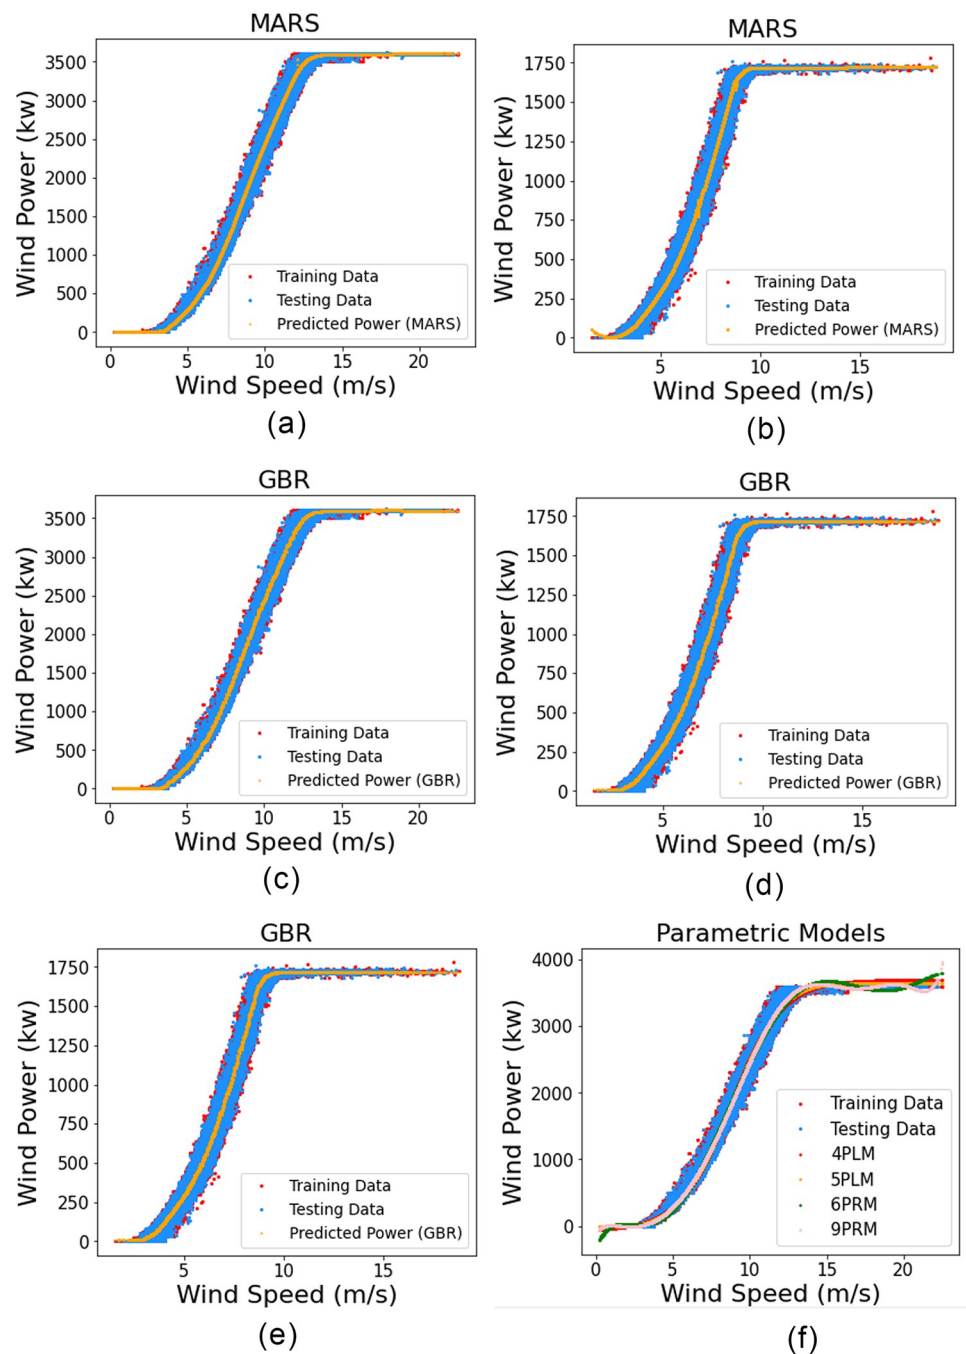 MARS
Wind Power (kw)
3500
3000
2500
2000
1500
1000
500
0
Training Data
Testing Data
Predicted Power (MARS)
0 5 10 15 20
Wind Speed (m/s)
(a)
MARS
Wind Power (kw)
1750
1500
1250
1000
750
500
250
0
Training Data
Testing Data
Predicted Power (MARS)
5 10 15
Wind Speed (m/s)
(b)
GBR
Wind Power (kw)
3500
3000
2500
2000
1500
1000
500
0
Training Data
Testing Data
Predicted Power (GBR)
0 5 10 15 20
Wind Speed (m/s)
(c)
GBR
Wind Power (kw)
1750
1500
1250
1000
750
500
250
0
Training Data
Testing Data
Predicted Power (GBR)
5 10 15
Wind Speed (m/s)
(d)
GBR
Wind Power (kw)
1750
1500
1250
1000
750
500
250
0
Training Data
Testing Data
Predicted Power (GBR)
5 10 15
Wind Speed (m/s)
(e)
Parametric Models
Wind Power (kw)
4000
3000
2000
1000
0
Training Data
Testing Data
4PLM
5PLM
6PRM
9PRM
0 5 10 15 20
Wind Speed (m/s)
(f)